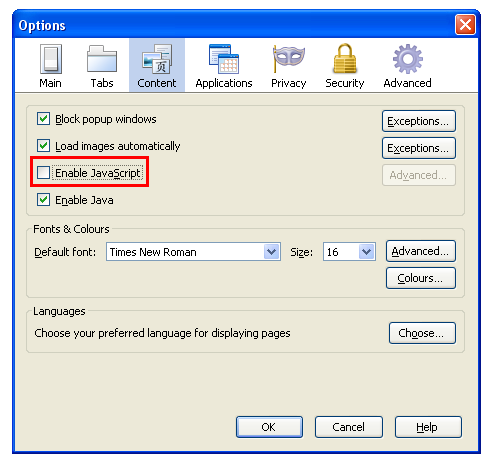 Options
Main Tabs Content Applications Privacy Security Advanced
Block popup windows Exceptions...
Load images automatically Exceptions...
Enable JavaScript Advanced...
Enable Java
Fonts & Colours
Default font: Times New Roman Size: 16 Advanced...
Colours...
Languages
Choose your preferred language for displaying pages Choose...
OK Cancel Help